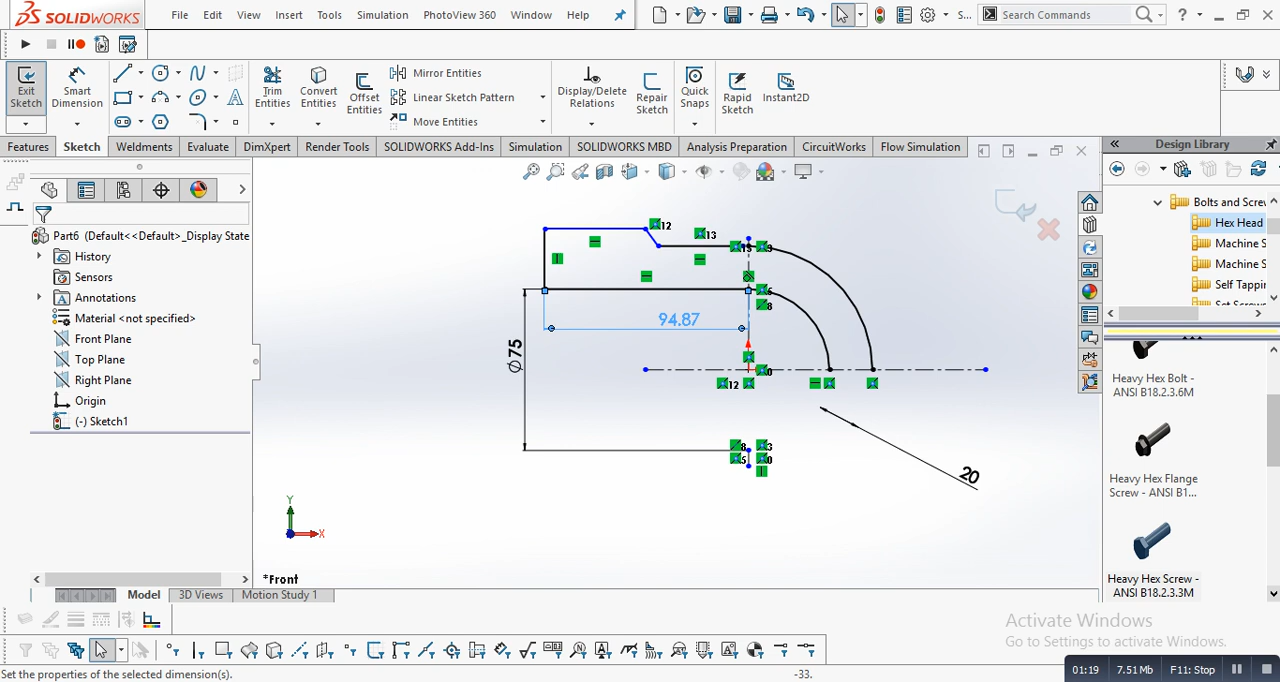 SOLIDWORKS
File Edit View Insert Tools Simulation PhotoView 360 Window Help
S... Search Commands ?
Exit Sketch
Smart Dimension
Trim Entities
Convert Entities
Offset Entities
Mirror Entities
Linear Sketch Pattern
Move Entities
Display/Delete Relations
Repair Sketch
Quick Snaps
Rapid Sketch
Instant2D
Features Sketch Weldments Evaluate DimXpert Render Tools SOLIDWORKS Add-Ins Simulation SOLIDWORKS MBD Analysis Preparation CircuitWorks Flow Simulation
Design Library
Part6 (Default<<Default>_Display State
History
Sensors
Annotations
Material <not specified>
Front Plane
Top Plane
Right Plane
Origin
(-) Sketch1
Bolts and Screw
Hex Head
Machine S
Machine S
Self Tappir
Heavy Hex Bolt -
ANSI B18.2.3.6M
Heavy Hex Flange
Screw - ANSI B1...
Heavy Hex Screw -
ANSI B18.2.3.3M
12
13
94.87
⌀75
12
20
Y
X
*Front
Model 3D Views Motion Study 1
Activate Windows
Go to Settings to activate Windows.
Set the properties of the selected dimension(s).
-33.
01:19 7.51 Mb F11: Stop